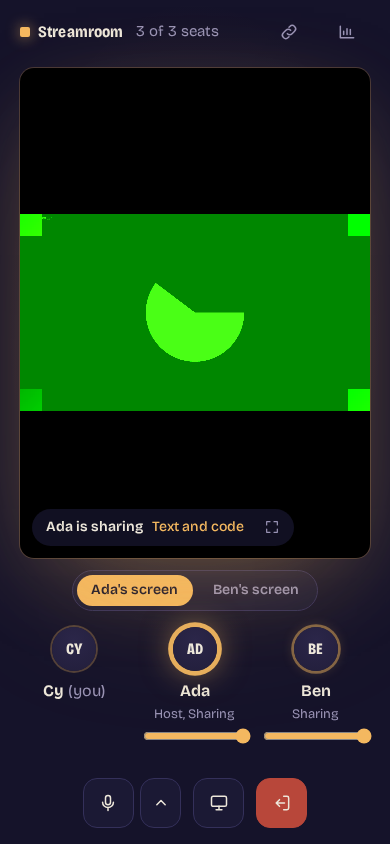 Streamroom 3 of 3 seats
Ada is sharing Text and code
Ada's screen Ben's screen
CY AD BE
Cy (you) Ada Ben
Host, Sharing Sharing